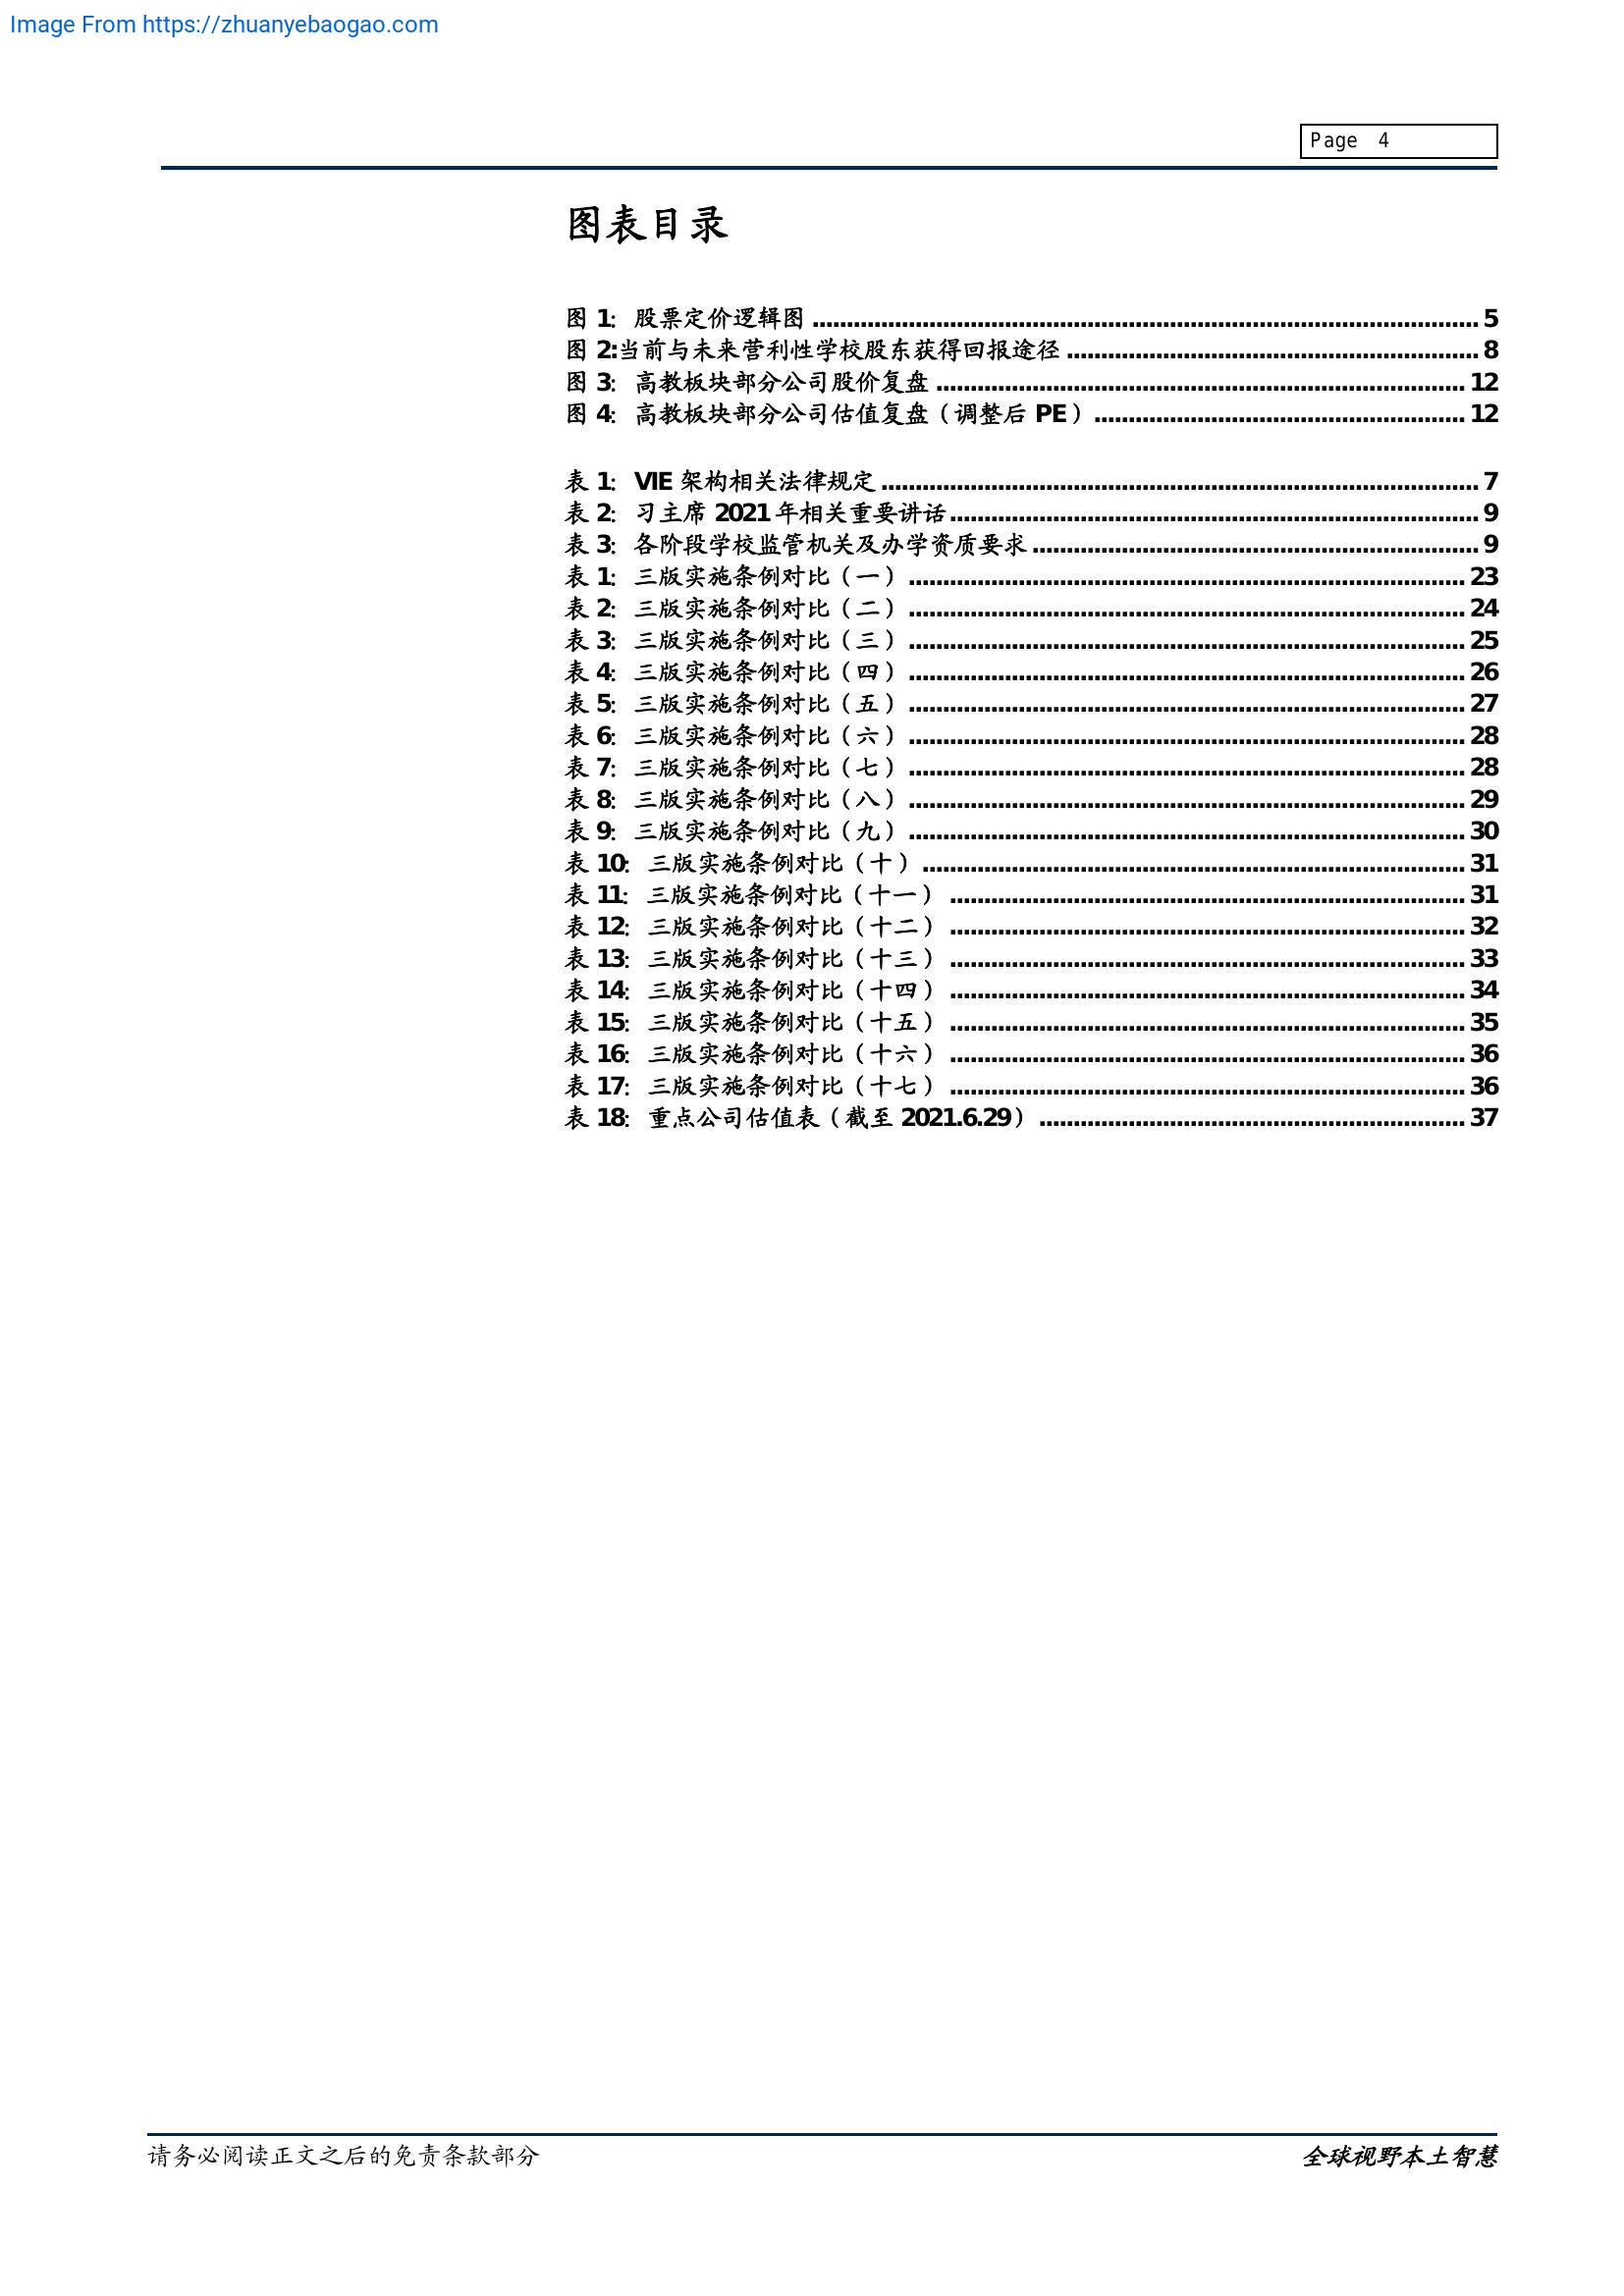 Image From https://zhuanyebaogao.com
Page 4
图表目录
图 1: 股票定价逻辑图 ................................ 5
图 2:当前与未来营利性学校股东获得回报途径 ................................ 8
图 3: 高教板块部分公司股价复盘 ................................ 12
图 4: 高教板块部分公司估值复盘（调整后 PE） ................................ 12
表 1: VIE 架构相关法律规定 ................................ 7
表 2: 习主席 2021 年相关重要讲话 ................................ 9
表 3: 各阶段学校监管机关及办学资质要求 ................................ 9
表 1: 三版实施条例对比（一） ................................ 23
表 2: 三版实施条例对比（二） ................................ 24
表 3: 三版实施条例对比（三） ................................ 25
表 4: 三版实施条例对比（四） ................................ 26
表 5: 三版实施条例对比（五） ................................ 27
表 6: 三版实施条例对比（六） ................................ 28
表 7: 三版实施条例对比（七） ................................ 28
表 8: 三版实施条例对比（八） ................................ 29
表 9: 三版实施条例对比（九） ................................ 30
表 10: 三版实施条例对比（十） ................................ 31
表 11: 三版实施条例对比（十一） ................................ 31
表 12: 三版实施条例对比（十二） ................................ 32
表 13: 三版实施条例对比（十三） ................................ 33
表 14: 三版实施条例对比（十四） ................................ 34
表 15: 三版实施条例对比（十五） ................................ 35
表 16: 三版实施条例对比（十六） ................................ 36
表 17: 三版实施条例对比（十七） ................................ 36
表 18: 重点公司估值表（截至 2021.6.29） ................................ 37
请务必阅读正文之后的免责条款部分
全球视野本土智慧